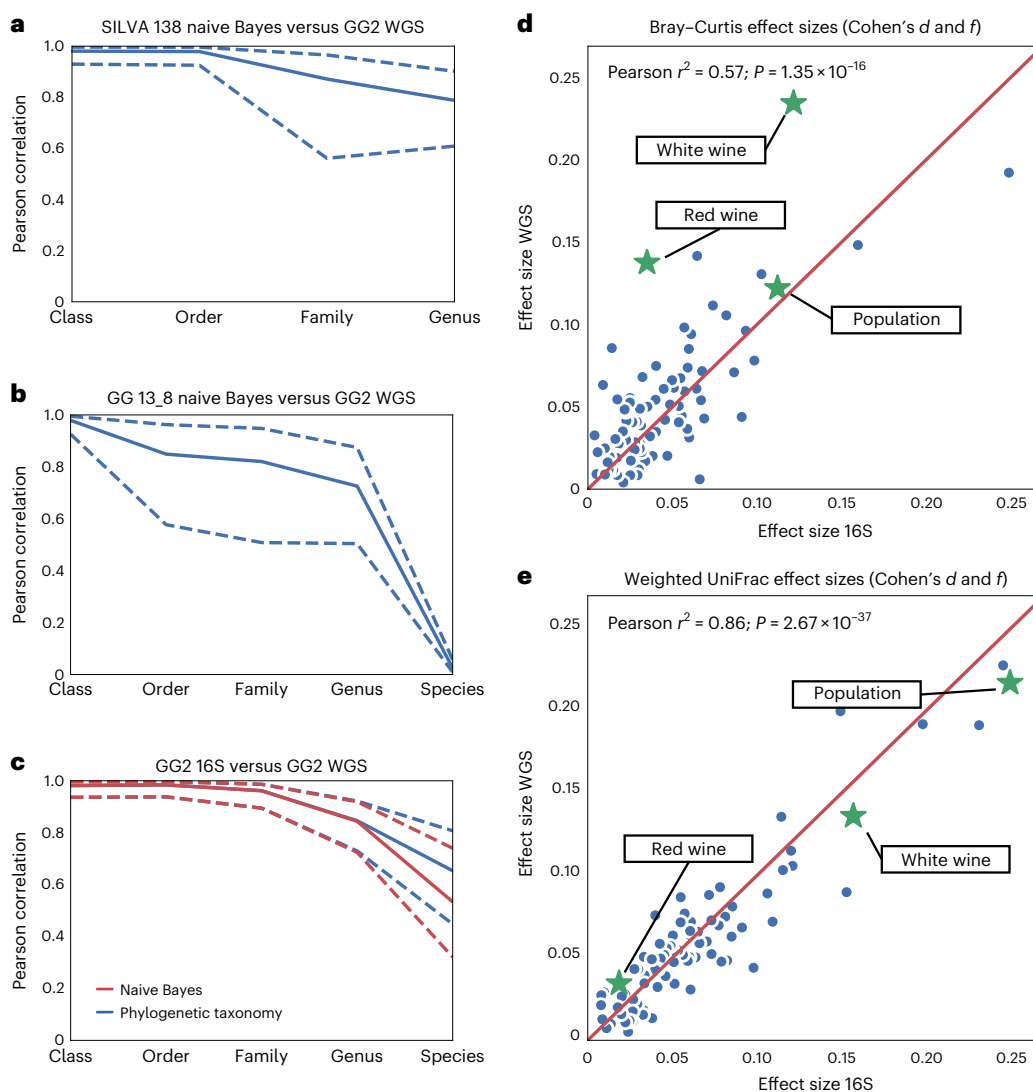 a
SILVA 138 naive Bayes versus GG2 WGS
1.0
0.8
0.6
0.4
0.2
0
Pearson correlation
Class Order Family Genus
b
GG 13_8 naive Bayes versus GG2 WGS
1.0
0.8
0.6
0.4
0.2
0
Pearson correlation
Class Order Family Genus Species
c
GG2 16S versus GG2 WGS
1.0
0.8
0.6
0.4
0.2
0
Pearson correlation
Naive Bayes
Phylogenetic taxonomy
Class Order Family Genus Species
d
Bray–Curtis effect sizes (Cohen's d and f)
Pearson r² = 0.57; P = 1.35 × 10⁻¹⁶
0.25
0.20
0.15
0.10
0.05
0
Effect size WGS
White wine
Red wine
Population
0 0.05 0.10 0.15 0.20 0.25
Effect size 16S
e
Weighted UniFrac effect sizes (Cohen's d and f)
Pearson r² = 0.86; P = 2.67 × 10⁻³⁷
0.25
0.20
0.15
0.10
0.05
0
Effect size WGS
Population
Red wine
White wine
0 0.05 0.10 0.15 0.20 0.25
Effect size 16S